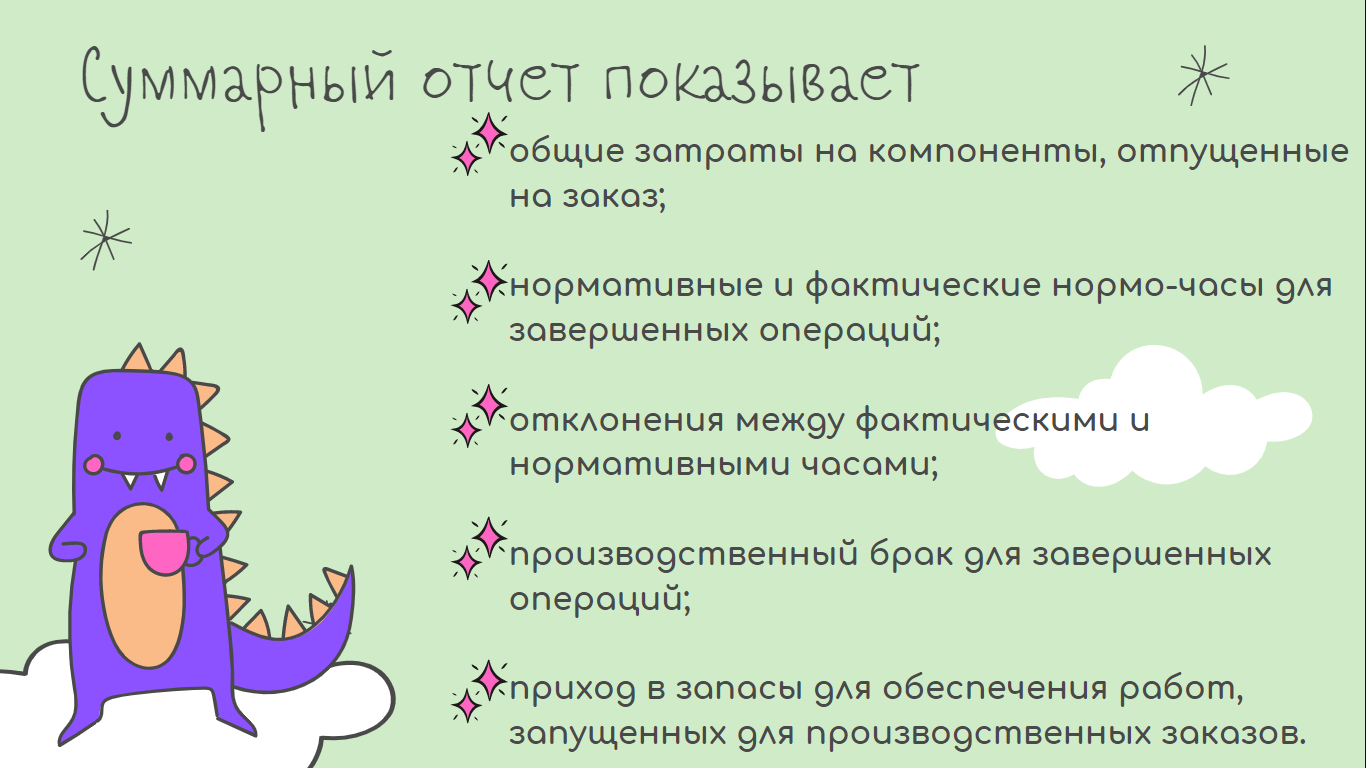 Суммарный отчет показывает
общие затраты на компоненты, отпущенные
на заказ;
нормативные и фактические нормо-часы для
завершенных операций;
отклонения между фактическими и
нормативными часами;
производственный брак для завершенных
операций;
приход в запасы для обеспечения работ,
запущенных для производственных заказов.